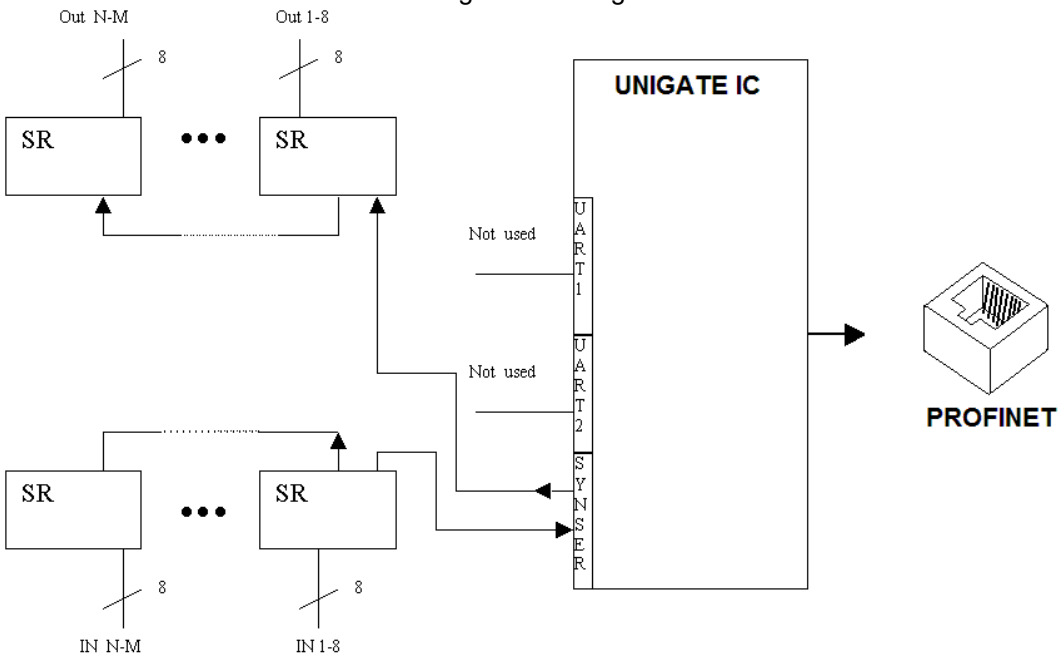 Out N-M
Out 1-8
8
8
UNIGATE IC
SR
SR
UART1
Not used
UART2
Not used
PROFINET
SYNSER
SR
SR
8
8
IN N-M
IN 1-8